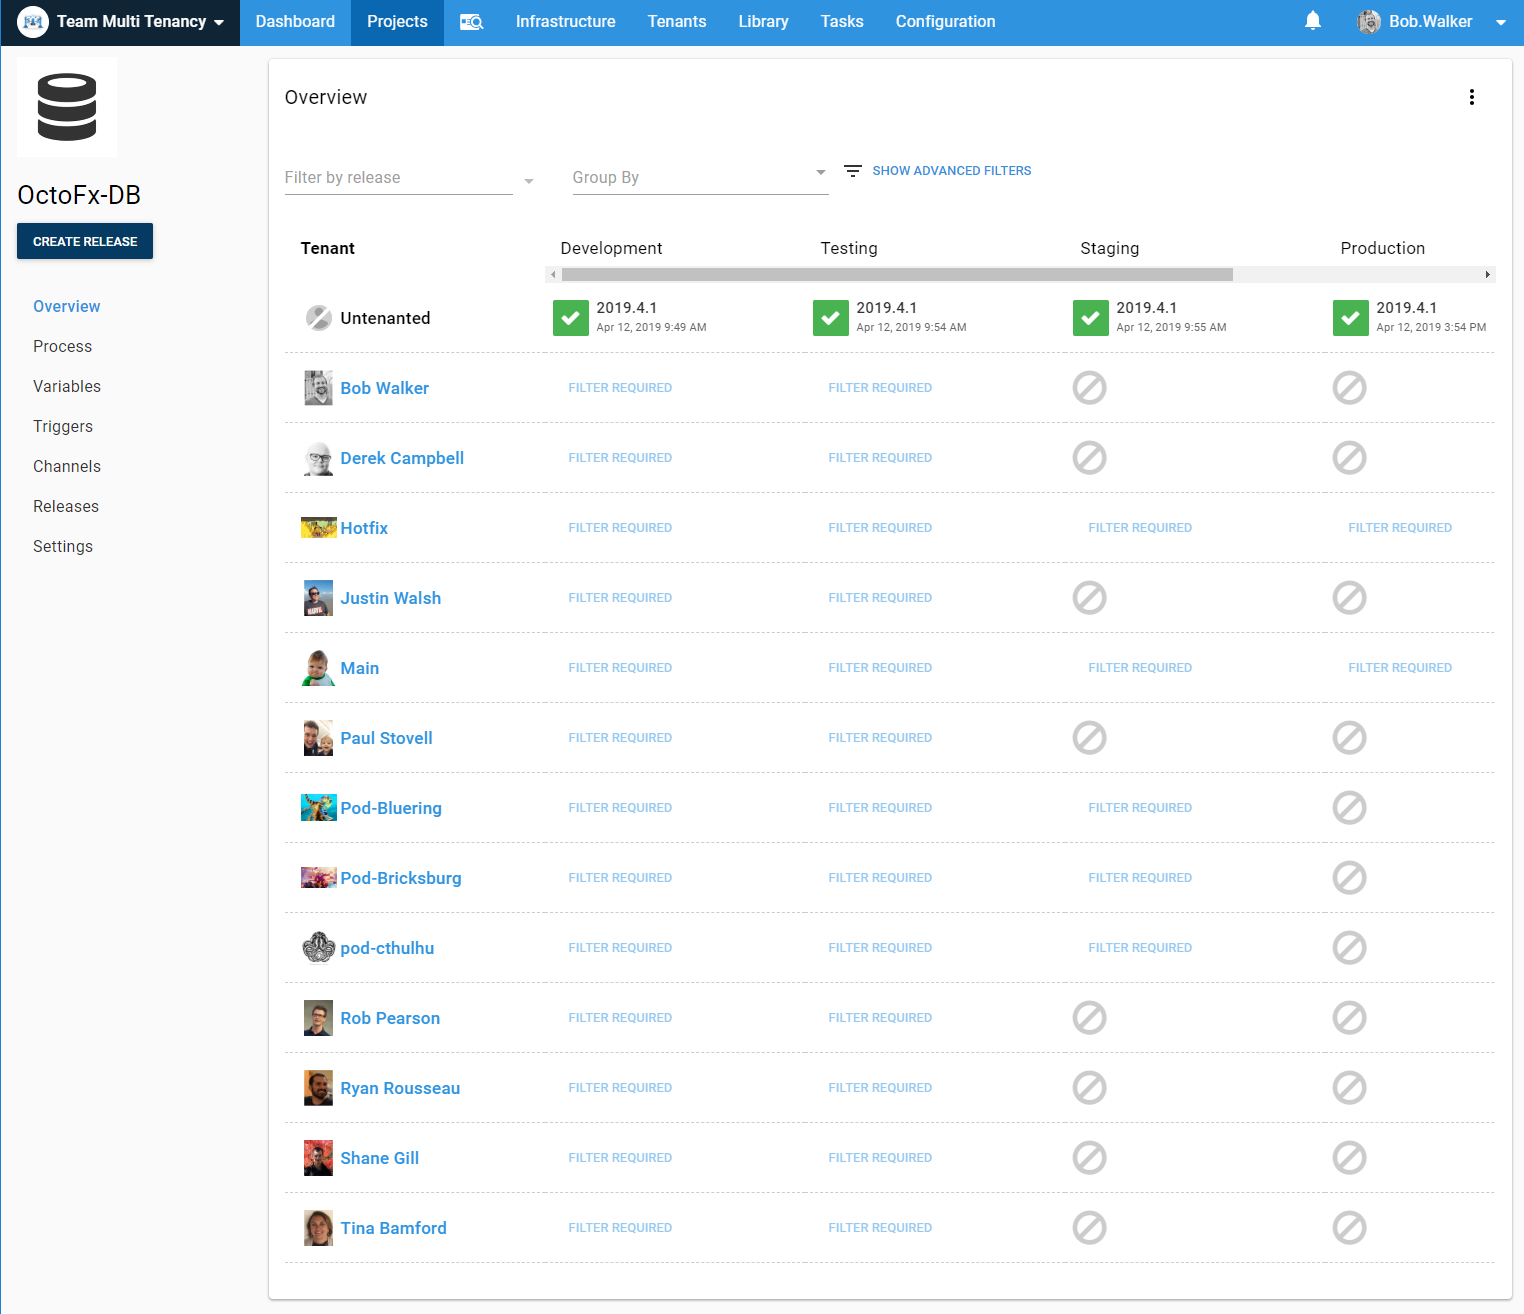 Team Multi Tenancy Dashboard Projects Infrastructure Tenants Library Tasks Configuration Bob.Walker
OctoFx-DB
CREATE RELEASE
Overview
Process
Variables
Triggers
Channels
Releases
Settings
Overview
Filter by release Group By SHOW ADVANCED FILTERS
Tenant Development Testing Staging Production
Untenanted 2019.4.1 2019.4.1 2019.4.1 2019.4.1
Apr 12, 2019 9:49 AM Apr 12, 2019 9:54 AM Apr 12, 2019 9:55 AM Apr 12, 2019 3:54 PM
Bob Walker FILTER REQUIRED FILTER REQUIRED
Derek Campbell FILTER REQUIRED FILTER REQUIRED
Hotfix FILTER REQUIRED FILTER REQUIRED FILTER REQUIRED FILTER REQUIRED
Justin Walsh FILTER REQUIRED FILTER REQUIRED
Main FILTER REQUIRED FILTER REQUIRED FILTER REQUIRED FILTER REQUIRED
Paul Stovell FILTER REQUIRED FILTER REQUIRED
Pod-Bluering FILTER REQUIRED FILTER REQUIRED FILTER REQUIRED
Pod-Bricksburg FILTER REQUIRED FILTER REQUIRED FILTER REQUIRED
pod-cthulhu FILTER REQUIRED FILTER REQUIRED FILTER REQUIRED
Rob Pearson FILTER REQUIRED FILTER REQUIRED
Ryan Rousseau FILTER REQUIRED FILTER REQUIRED
Shane Gill FILTER REQUIRED FILTER REQUIRED
Tina Bamford FILTER REQUIRED FILTER REQUIRED